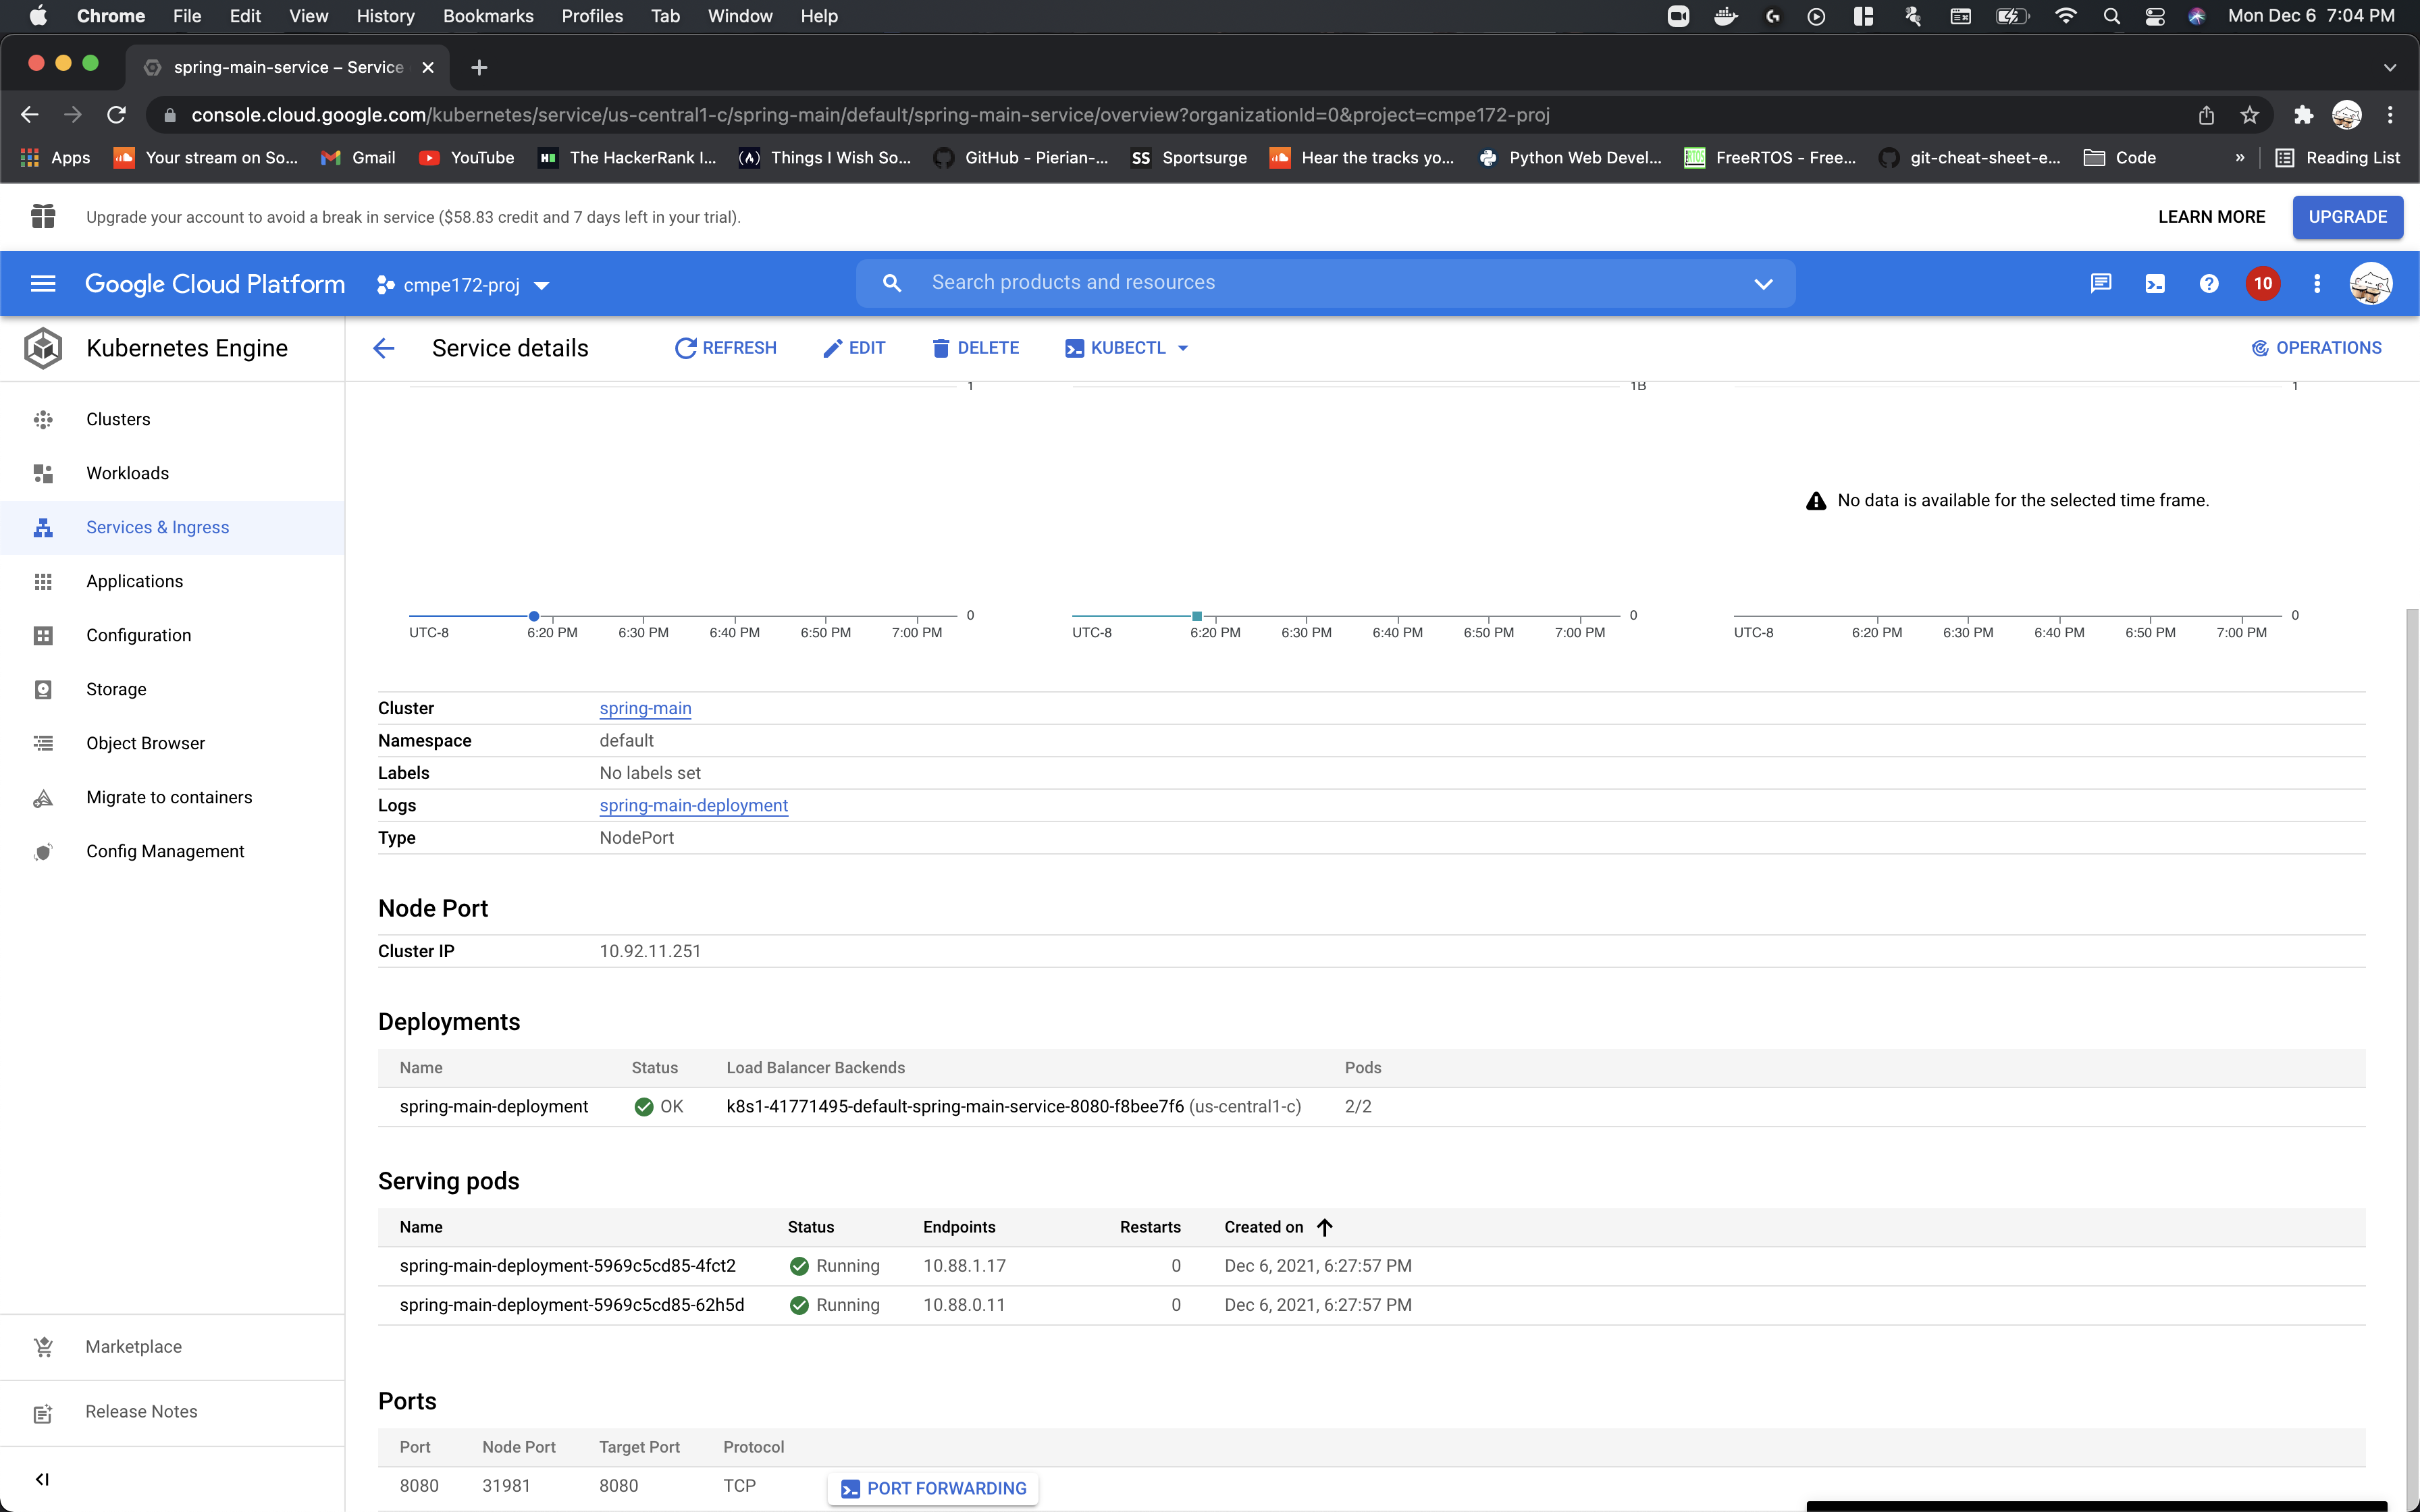 Chrome File Edit View History Bookmarks Profiles Tab Window Help Mon Dec 6 7:04 PM
spring-main-service – Service
console.cloud.google.com/kubernetes/service/us-central1-c/spring-main/default/spring-main-service/overview?organizationId=0&project=cmpe172-proj
Apps Your stream on So... Gmail YouTube The HackerRank I... Things I Wish So... GitHub - Pierian-... SS Sportsurge Hear the tracks yo... Python Web Devel... FreeRTOS - Free... git-cheat-sheet-e... Code » Reading List
Upgrade your account to avoid a break in service ($58.83 credit and 7 days left in your trial). LEARN MORE UPGRADE
Google Cloud Platform cmpe172-proj Search products and resources 10
Kubernetes Engine Service details REFRESH EDIT DELETE KUBECTL OPERATIONS
Clusters
Workloads
Services & Ingress
Applications
Configuration
Storage
Object Browser
Migrate to containers
Config Management
Marketplace
Release Notes
1 1B 1
No data is available for the selected time frame.
0 0 0
UTC-8 6:20 PM 6:30 PM 6:40 PM 6:50 PM 7:00 PM UTC-8 6:20 PM 6:30 PM 6:40 PM 6:50 PM 7:00 PM UTC-8 6:20 PM 6:30 PM 6:40 PM 6:50 PM 7:00 PM
Cluster spring-main
Namespace default
Labels No labels set
Logs spring-main-deployment
Type NodePort
Node Port
Cluster IP 10.92.11.251
Deployments
Name Status Load Balancer Backends Pods
spring-main-deployment OK k8s1-41771495-default-spring-main-service-8080-f8bee7f6 (us-central1-c) 2/2
Serving pods
Name Status Endpoints Restarts Created on
spring-main-deployment-5969c5cd85-4fct2 Running 10.88.1.17 0 Dec 6, 2021, 6:27:57 PM
spring-main-deployment-5969c5cd85-62h5d Running 10.88.0.11 0 Dec 6, 2021, 6:27:57 PM
Ports
Port Node Port Target Port Protocol
8080 31981 8080 TCP PORT FORWARDING